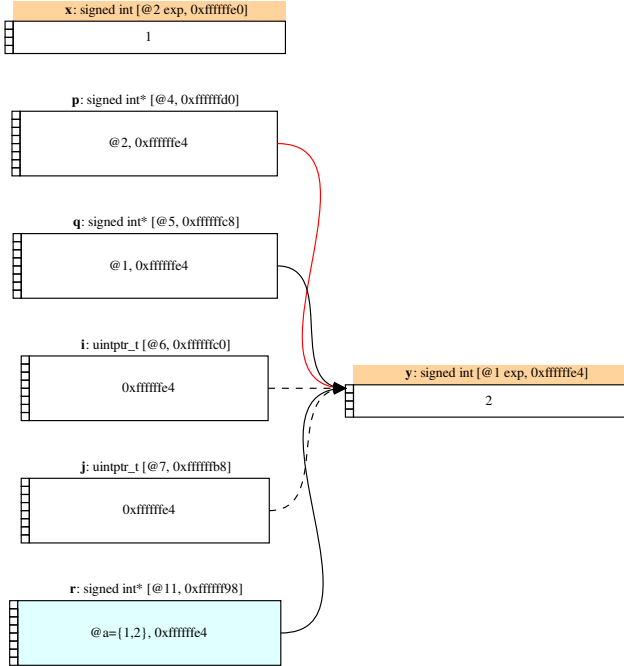 x: signed int [@2 exp, 0xffffffe0]
1
p: signed int* [@4, 0xffffffd0]
@2, 0xffffffe4
q: signed int* [@5, 0xffffffc8]
@1, 0xffffffe4
i: uintptr_t [@6, 0xffffffc0]
0xffffffe4
y: signed int [@1 exp, 0xffffffe4]
2
j: uintptr_t [@7, 0xffffffb8]
0xffffffe4
r: signed int* [@11, 0xffffff98]
@a={1,2}, 0xffffffe4